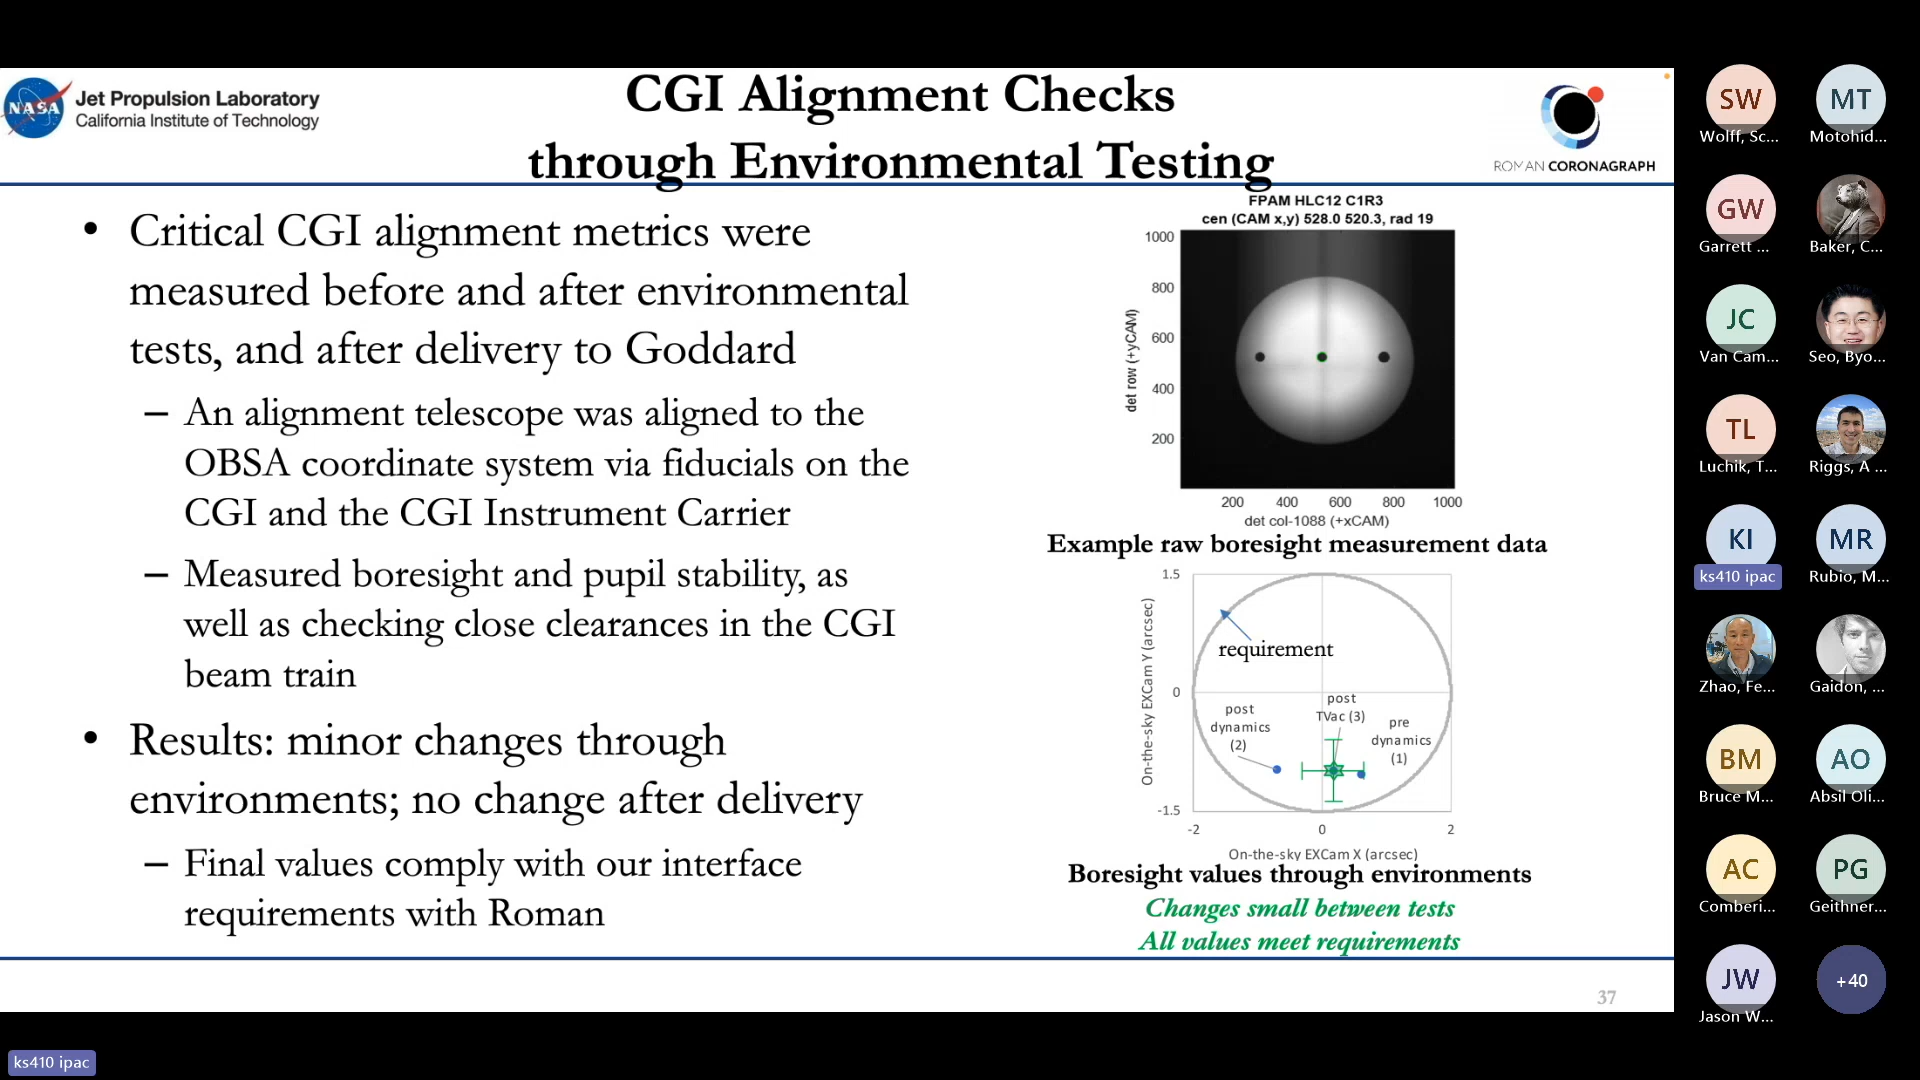 NASA
Jet Propulsion Laboratory
California Institute of Technology
CGI Alignment Checks
through Environmental Testing
ROMAN CORONAGRAPH
• Critical CGI alignment metrics were
measured before and after environmental
tests, and after delivery to Goddard
– An alignment telescope was aligned to the
OBSA coordinate system via fiducials on the
CGI and the CGI Instrument Carrier
– Measured boresight and pupil stability, as
well as checking close clearances in the CGI
beam train
• Results: minor changes through
environments; no change after delivery
– Final values comply with our interface
requirements with Roman
FPAM HLC12 C1R3
cen (CAM x,y) 528.0 520.3, rad 19
det row (+yCAM)
1000
800
600
400
200
200 400 600 800 1000
det col-1088 (+xCAM)
Example raw boresight measurement data
On-the-sky EXCam Y (arcsec)
1.5
0
-1.5
requirement
post
dynamics
(2)
post
TVac (3)
pre
dynamics
(1)
-2 0 2
On-the-sky EXCam X (arcsec)
Boresight values through environments
Changes small between tests
All values meet requirements
37
SW
Wolff, Sc...
MT
Motohid...
GW
Garrett ...
Baker, C...
JC
Van Cam...
Seo, Byo...
TL
Luchik, T...
Riggs, A ...
KI
ks410 ipac
MR
Rubio, M...
Zhao, Fe...
Gaidon, ...
BM
Bruce M...
AO
Absil Oli...
AC
Comberi...
PG
Geithner...
JW
Jason W...
+40
ks410 ipac